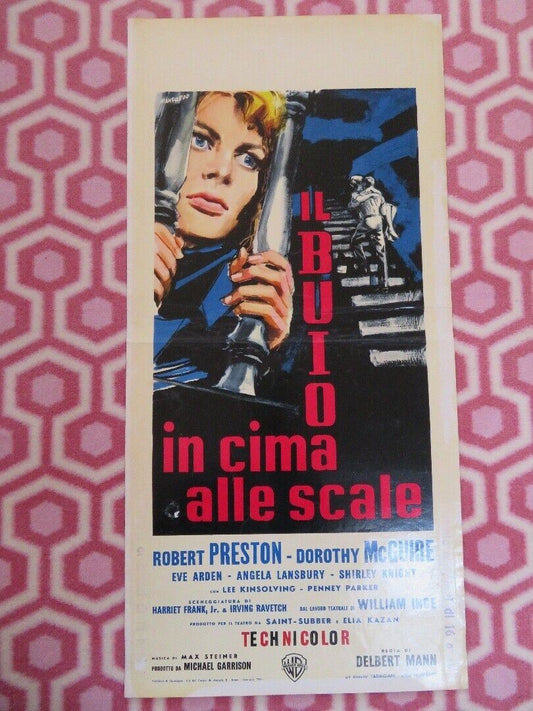 IL
BUIO
in cima
alle scale
ROBERT PRESTON - DOROTHY McGUIRE
EVE ARDEN - ANGELA LANSBURY - SHIRLEY KNIGHT
CON LEE KINSOLVING - PENNEY PARKER
SCENEGGIATURA DI
HARRIET FRANK, Jr. & IRVING RAVETCH
DAL LAVORO TEATRALE DI WILLIAM INGE
PRODOTTO PER IL TEATRO DA SAINT-SUBBER e ELIA KAZAN
TECHNICOLOR
MUSICA DI MAX STEINER
PRODOTTO DA MICHAEL GARRISON
WB
REGIA DI
DELBERT MANN